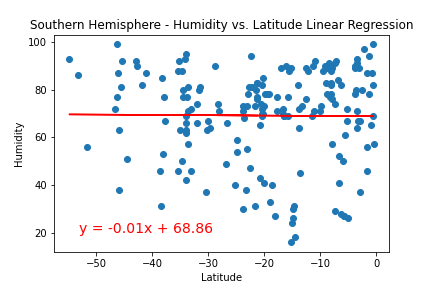 Southern Hemisphere - Humidity vs. Latitude Linear Regression
100
80
60
40
20
Humidity
y = -0.01x + 68.86
−50 −40 −30 −20 −10 0
Latitude